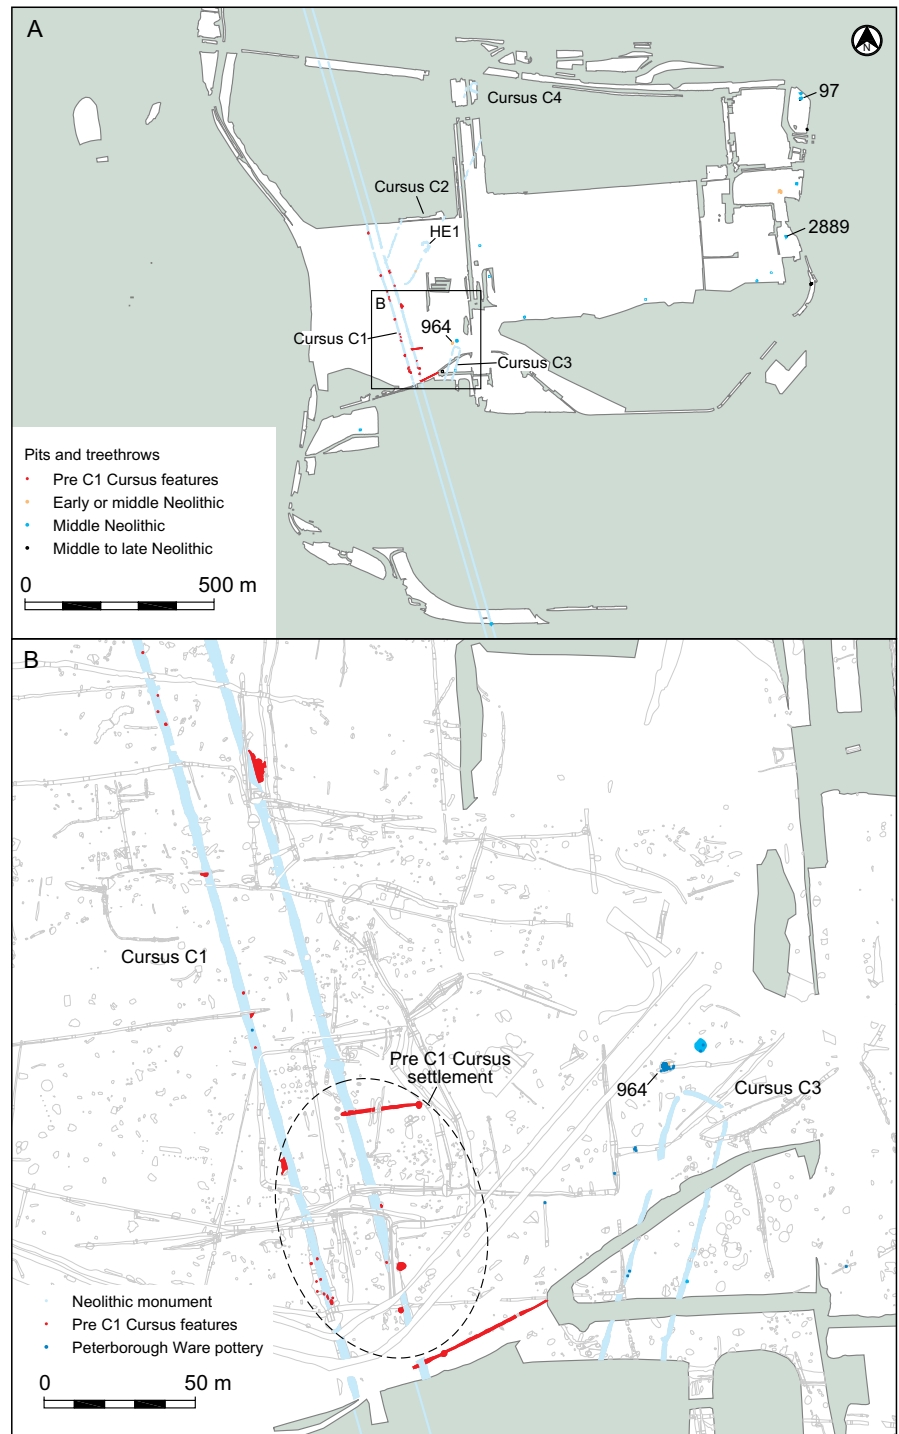 A
N
Cursus C4
97
Cursus C2
HE1
2889
B
964
Cursus C1
Cursus C3
Pits and treethrows
Pre C1 Cursus features
Early or middle Neolithic
Middle Neolithic
Middle to late Neolithic
0 500 m
B
Cursus C1
Pre C1 Cursus
settlement
964
Cursus C3
Neolithic monument
Pre C1 Cursus features
Peterborough Ware pottery
0 50 m